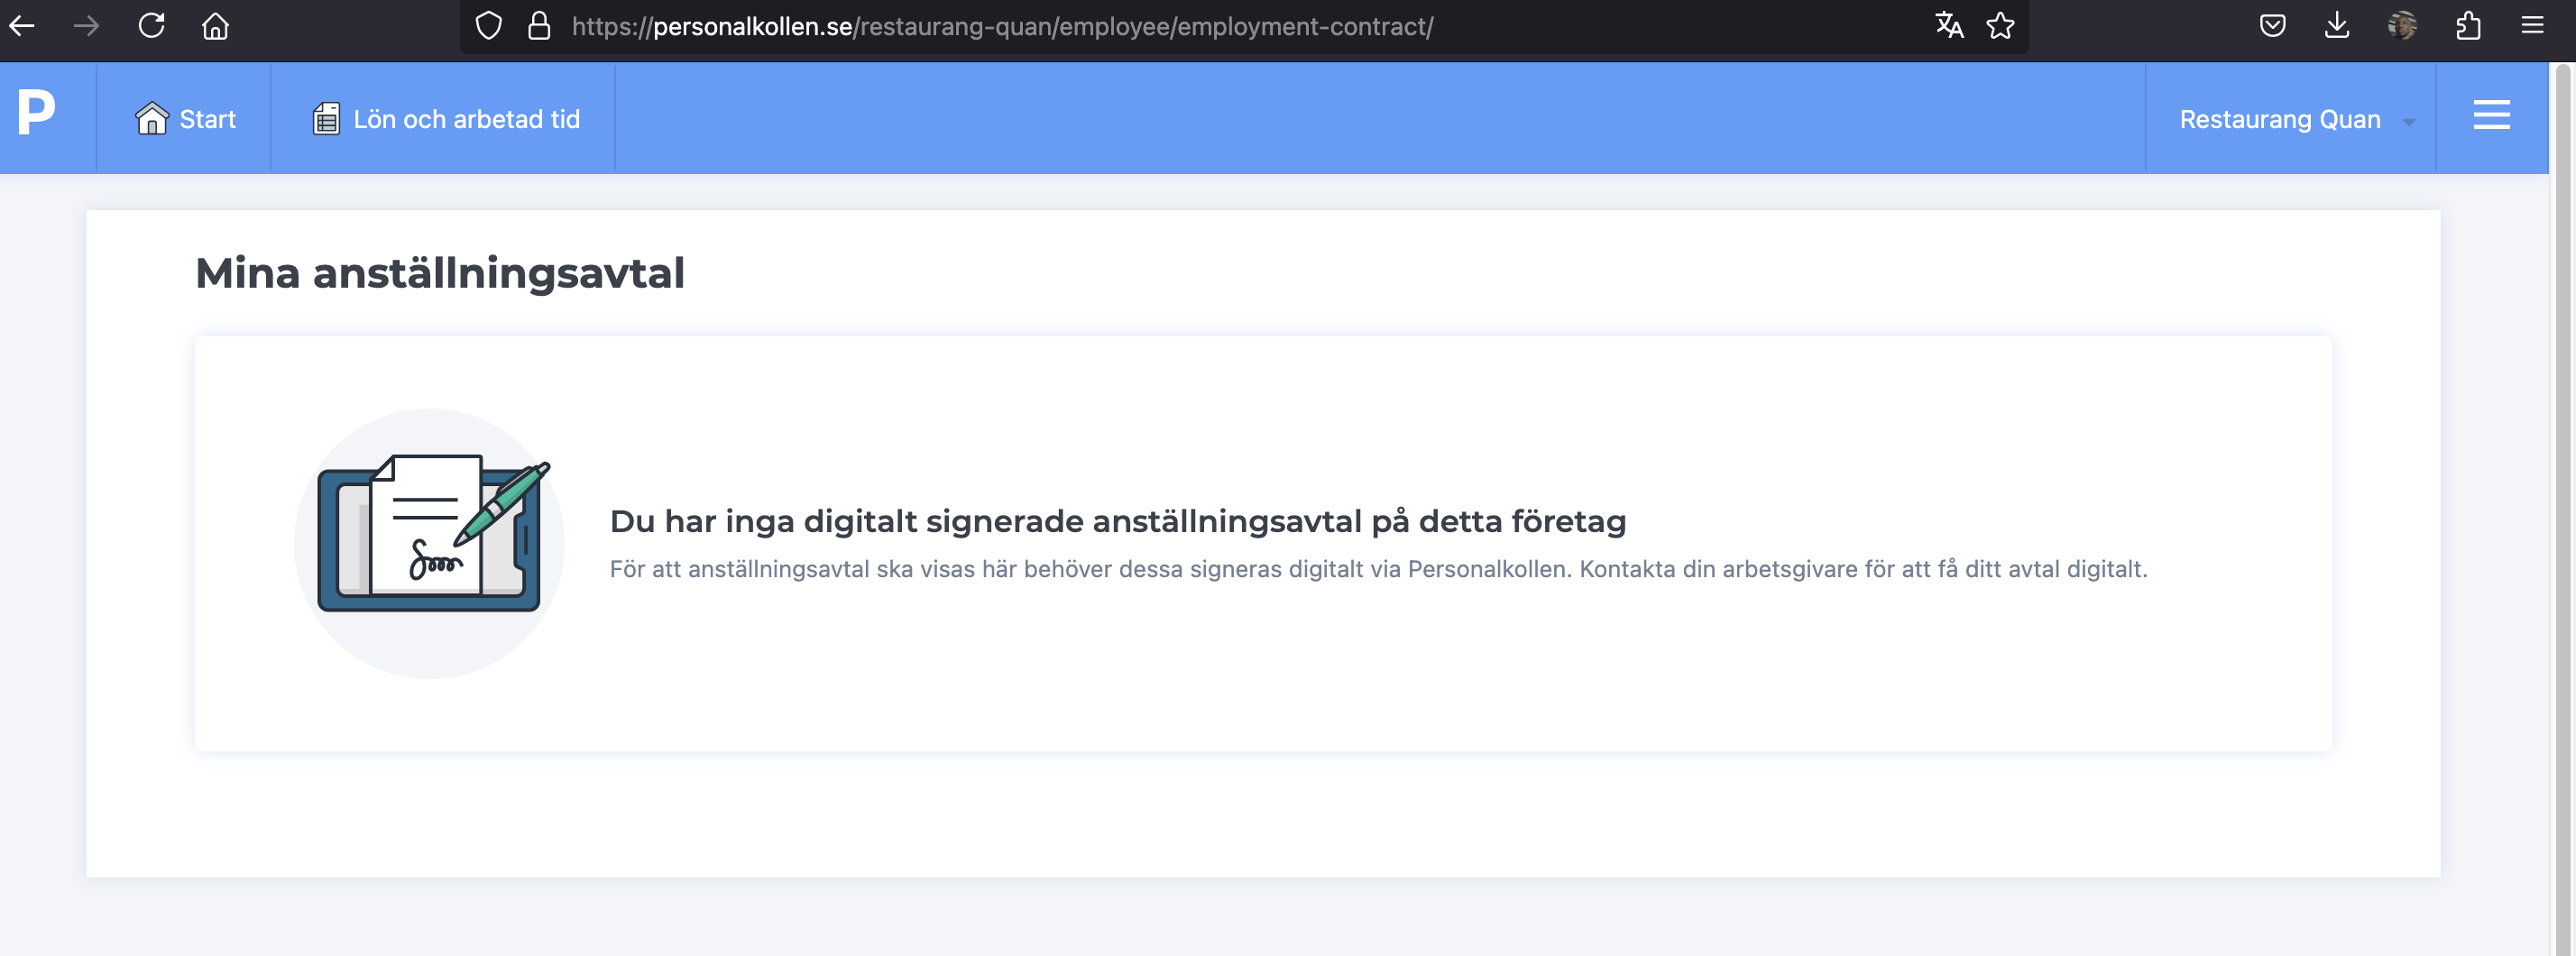 https://personalkollen.se/restaurang-quan/employee/employment-contract/
P Start Lön och arbetad tid Restaurang Quan
Mina anställningsavtal
Du har inga digitalt signerade anställningsavtal på detta företag
För att anställningsavtal ska visas här behöver dessa signeras digitalt via Personalkollen. Kontakta din arbetsgivare för att få ditt avtal digitalt.